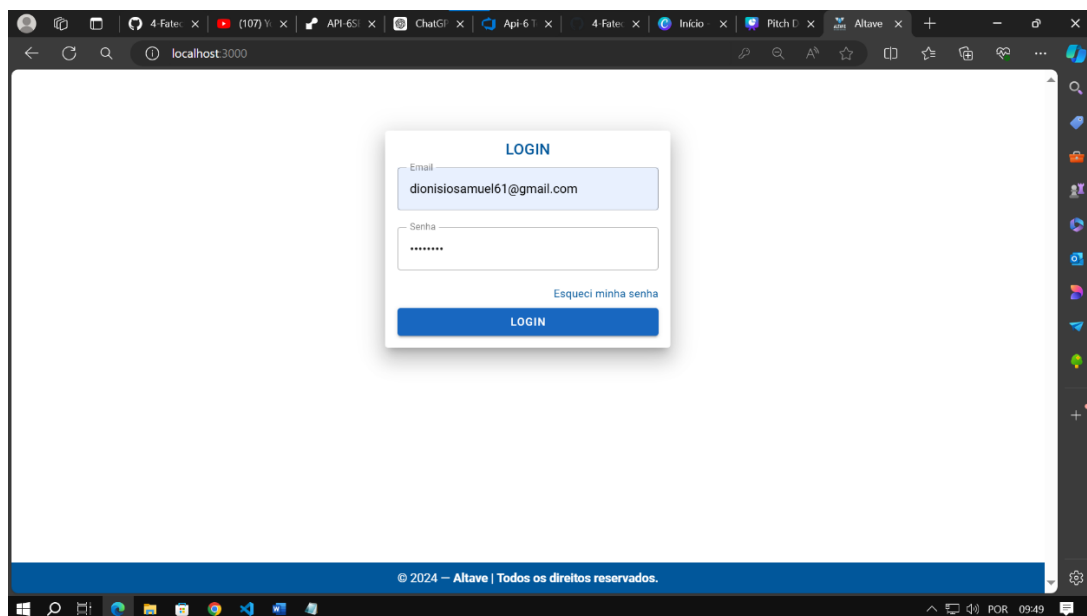 4-Fatec
(107) Y
API-6S
ChatGP
Api-6 T
4-Fatec
Início
Pitch D
Altave
localhost:3000
LOGIN
Email
dionisiosamuel61@gmail.com
Senha
••••••••
Esqueci minha senha
LOGIN
© 2024 — Altave | Todos os direitos reservados.
POR 09:49